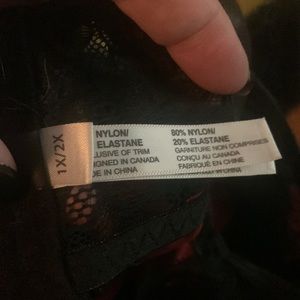 1X/2X
NYLON/
ELASTANE
LUSIVE OF TRIM
SIGNED IN CANADA
DE IN CHINA
80% NYLON/
20% ELASTANE
GARNITURE NON COMPRISES
CONÇU AU CANADA
FABRIQUÉ EN CHINE